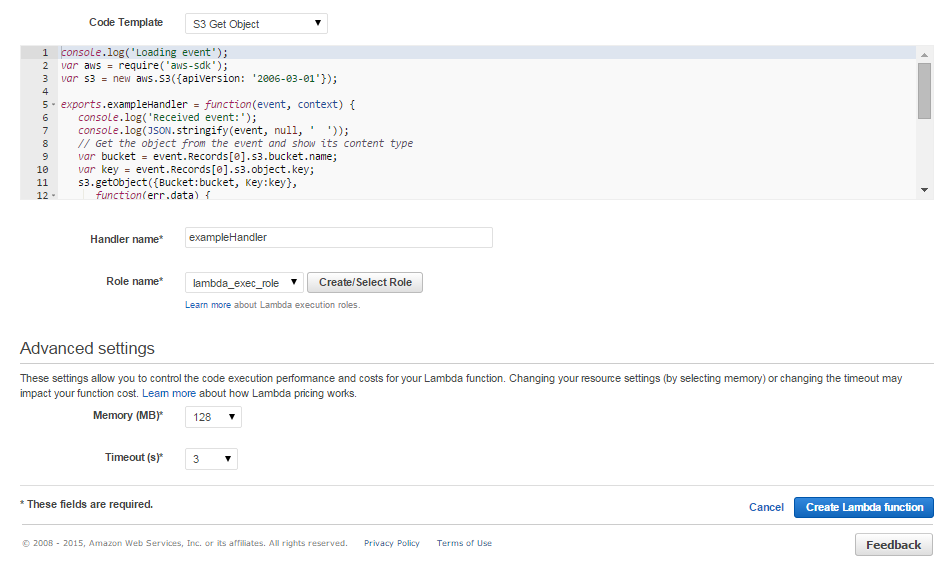 Code Template S3 Get Object
1 console.log('Loading event');
2 var aws = require('aws-sdk');
3 var s3 = new aws.S3({apiVersion: '2006-03-01'});
4
5 exports.exampleHandler = function(event, context) {
6 console.log('Received event:');
7 console.log(JSON.stringify(event, null, '  '));
8 // Get the object from the event and show its content type
9 var bucket = event.Records[0].s3.bucket.name;
10 var key = event.Records[0].s3.object.key;
11 s3.getObject({Bucket:bucket, Key:key},
12 function(err,data) {
Handler name* exampleHandler
Role name* lambda_exec_role Create/Select Role
Learn more about Lambda execution roles.
Advanced settings
These settings allow you to control the code execution performance and costs for your Lambda function. Changing your resource settings (by selecting memory) or changing the timeout may
impact your function cost. Learn more about how Lambda pricing works.
Memory (MB)* 128
Timeout (s)* 3
* These fields are required.
Cancel Create Lambda function
© 2008 - 2015, Amazon Web Services, Inc. or its affiliates. All rights reserved. Privacy Policy Terms of Use
Feedback